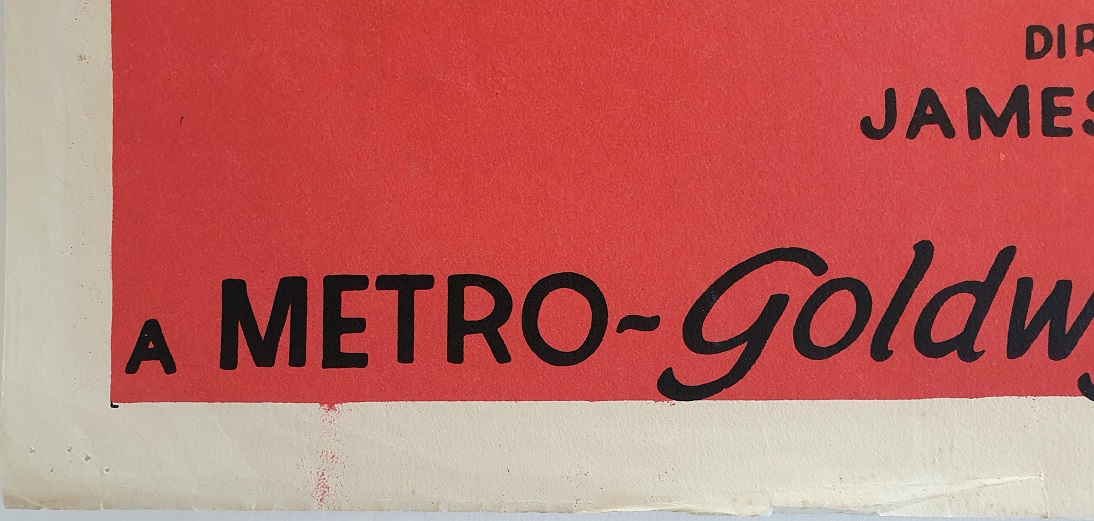 DIR
JAMES
A METRO-Goldw